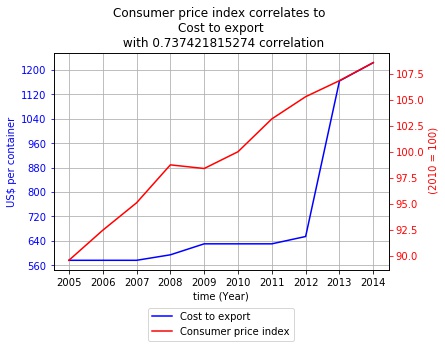 Consumer price index correlates to
Cost to export
with 0.737421815274 correlation
1200
1120
1040
960
880
800
720
640
560
US$ per container
107.5
105.0
102.5
100.0
97.5
95.0
92.5
90.0
(2010 = 100)
2005 2006 2007 2008 2009 2010 2011 2012 2013 2014
time (Year)
Cost to export
Consumer price index